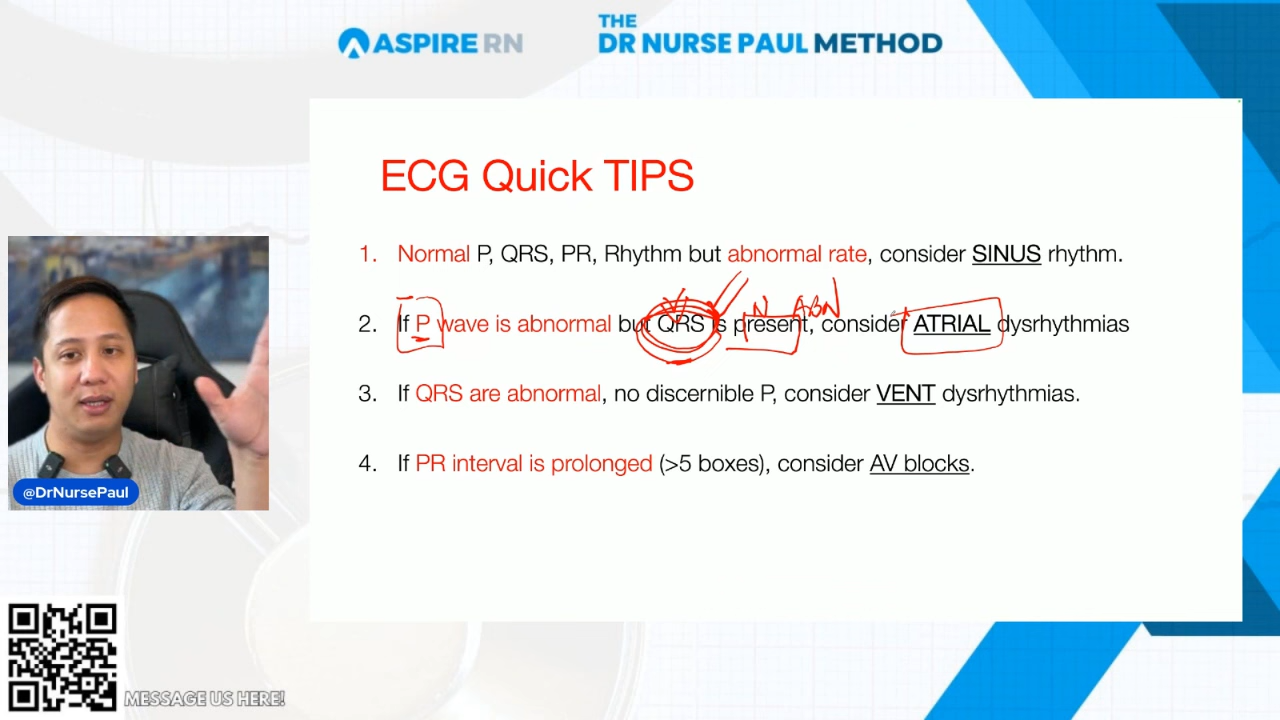 ASPIRE RN
THE
DR NURSE PAUL METHOD
ECG Quick TIPS
1. Normal P, QRS, PR, Rhythm but abnormal rate, consider SINUS rhythm.
N ABN
2. If P wave is abnormal but QRS is present, consider ATRIAL dysrhythmias
3. If QRS are abnormal, no discernible P, consider VENT dysrhythmias.
4. If PR interval is prolonged (>5 boxes), consider AV blocks.
@DrNursePaul
MESSAGE US HERE!